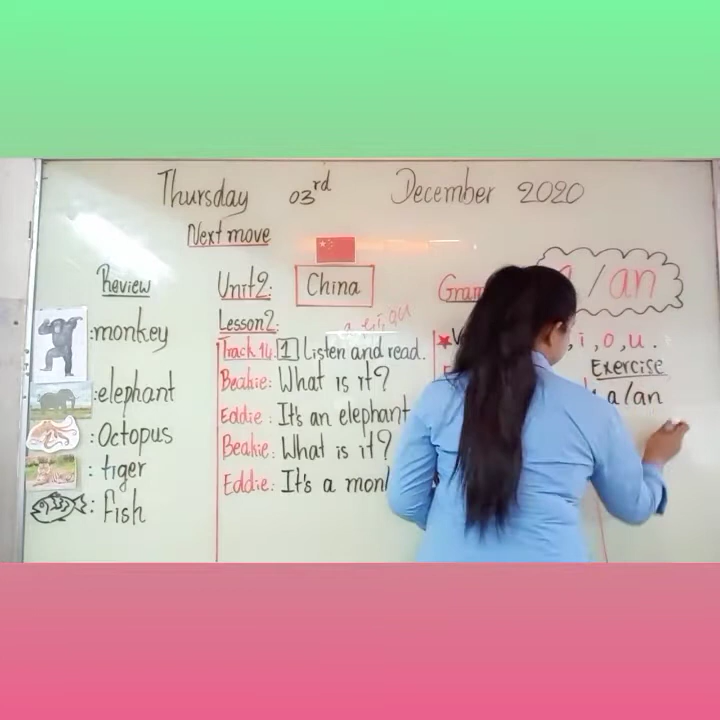 Thursday 03rd December 2020
Next move
Review
:monkey
:elephant
:Octopus
: tiger
: fish
Unit2: China
Lesson2:
a e i o u
Track 14: 1 Listen and read.
Beakie: What is it?
Eddie: It's an elephant
Beakie: What is it?
Eddie: It's a monk
Gram
a / an
, i , o , u .
Exercise
a/an